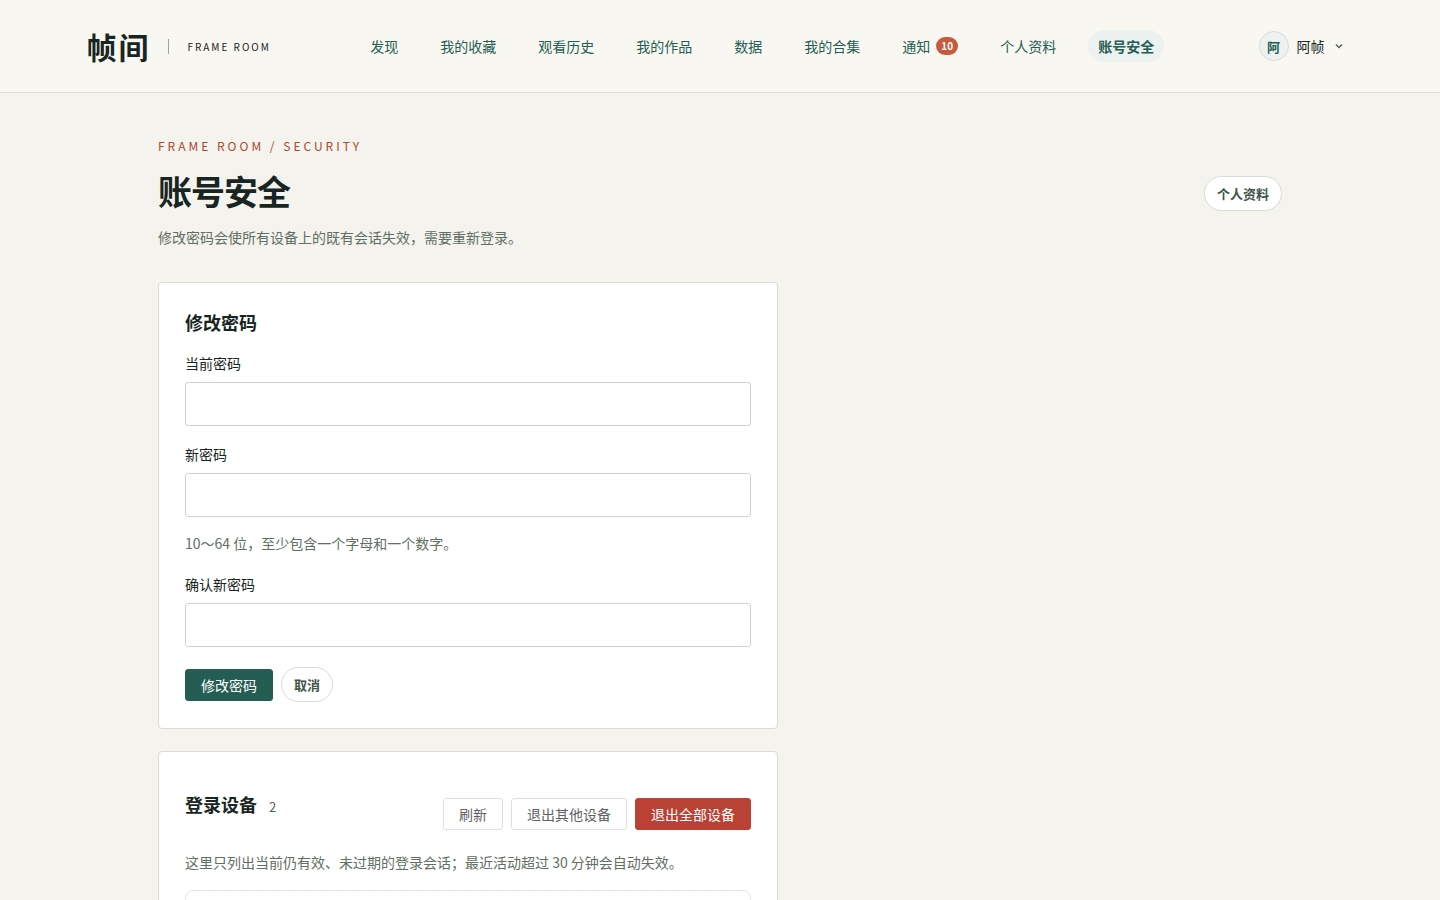 帧间
FRAME ROOM
发现
我的收藏
观看历史
我的作品
数据
我的合集
通知 10
个人资料
账号安全
阿 阿帧
FRAME ROOM / SECURITY
账号安全
个人资料
修改密码会使所有设备上的既有会话失效，需要重新登录。
修改密码
当前密码
新密码
10～64 位，至少包含一个字母和一个数字。
确认新密码
修改密码 取消
登录设备 2
刷新 退出其他设备 退出全部设备
这里只列出当前仍有效、未过期的登录会话；最近活动超过 30 分钟会自动失效。